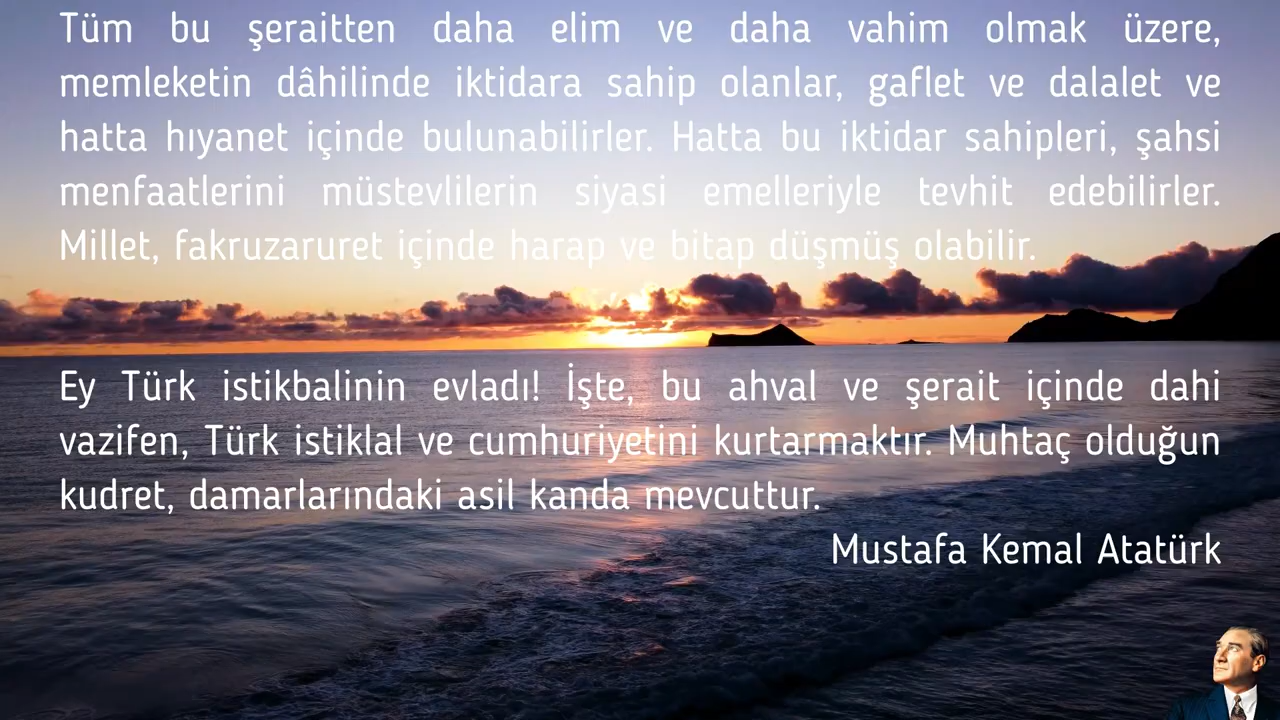 Tüm bu şeraitten daha elim ve daha vahim olmak üzere,
memleketin dâhilinde iktidara sahip olanlar, gaflet ve dalalet ve
hatta hıyanet içinde bulunabilirler. Hatta bu iktidar sahipleri, şahsi
menfaatlerini müstevlilerin siyasi emelleriyle tevhit edebilirler.
Millet, fakruzaruret içinde harap ve bitap düşmüş olabilir.
Ey Türk istikbalinin evladı! İşte, bu ahval ve şerait içinde dahi
vazifen, Türk istiklal ve cumhuriyetini kurtarmaktır. Muhtaç olduğun
kudret, damarlarındaki asil kanda mevcuttur.
Mustafa Kemal Atatürk